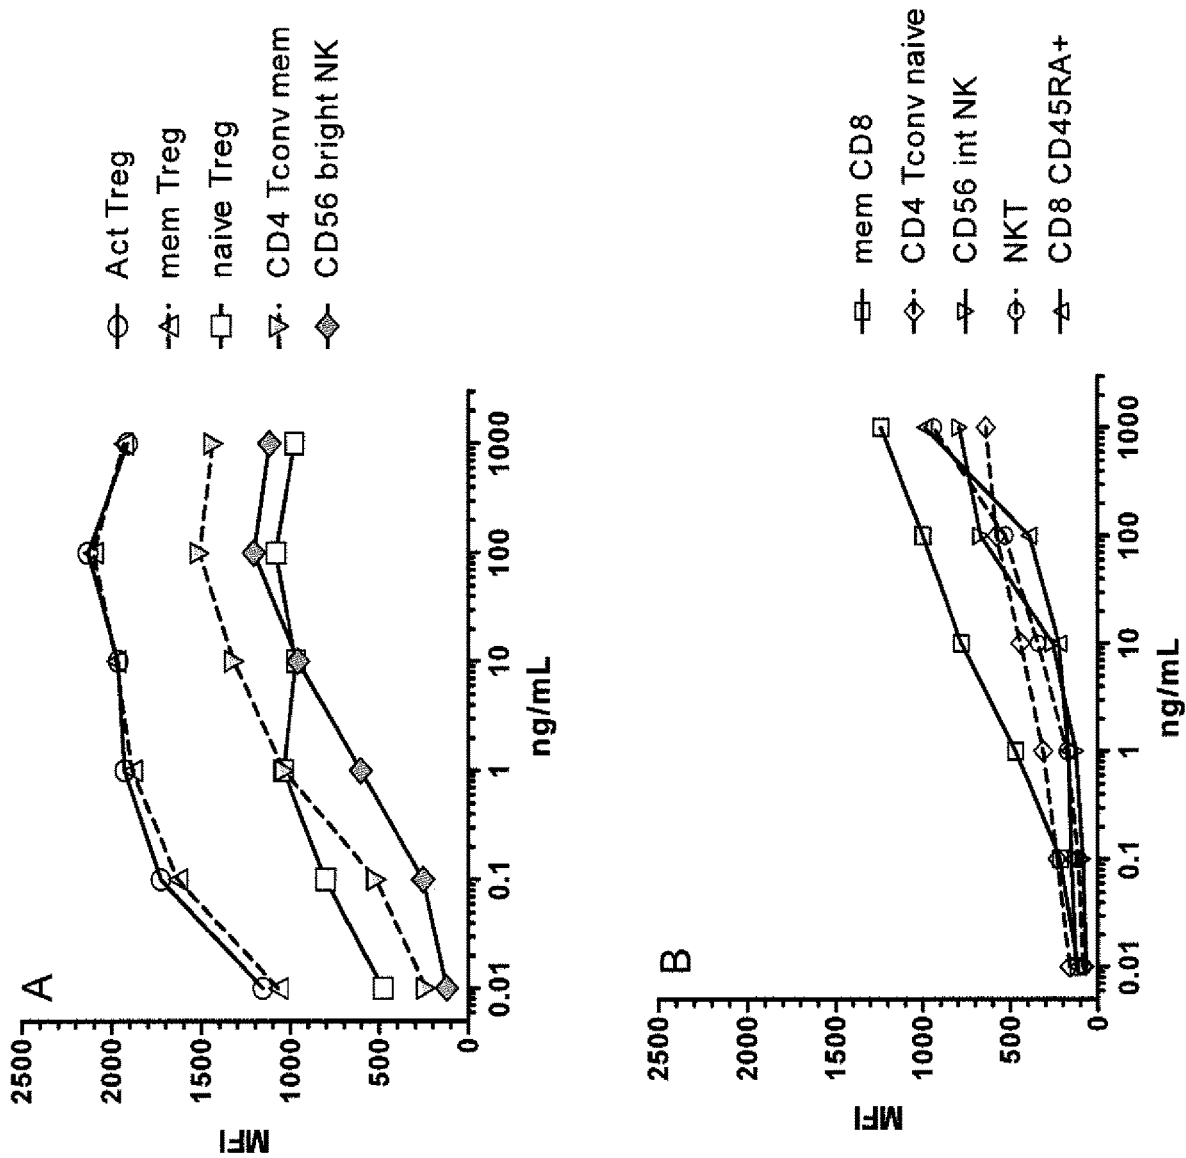 A
2500
2000
1500
1000
500
0
MFI
0.01
0.1
1
10
100
1000
ng/mL
Act Treg
mem Treg
naive Treg
CD4 Tconv mem
CD56 bright NK
B
2500
2000
1500
1000
500
0
MFI
0.01
0.1
1
10
100
1000
ng/mL
mem CD8
CD4 Tconv naive
CD56 int NK
NKT
CD8 CD45RA+